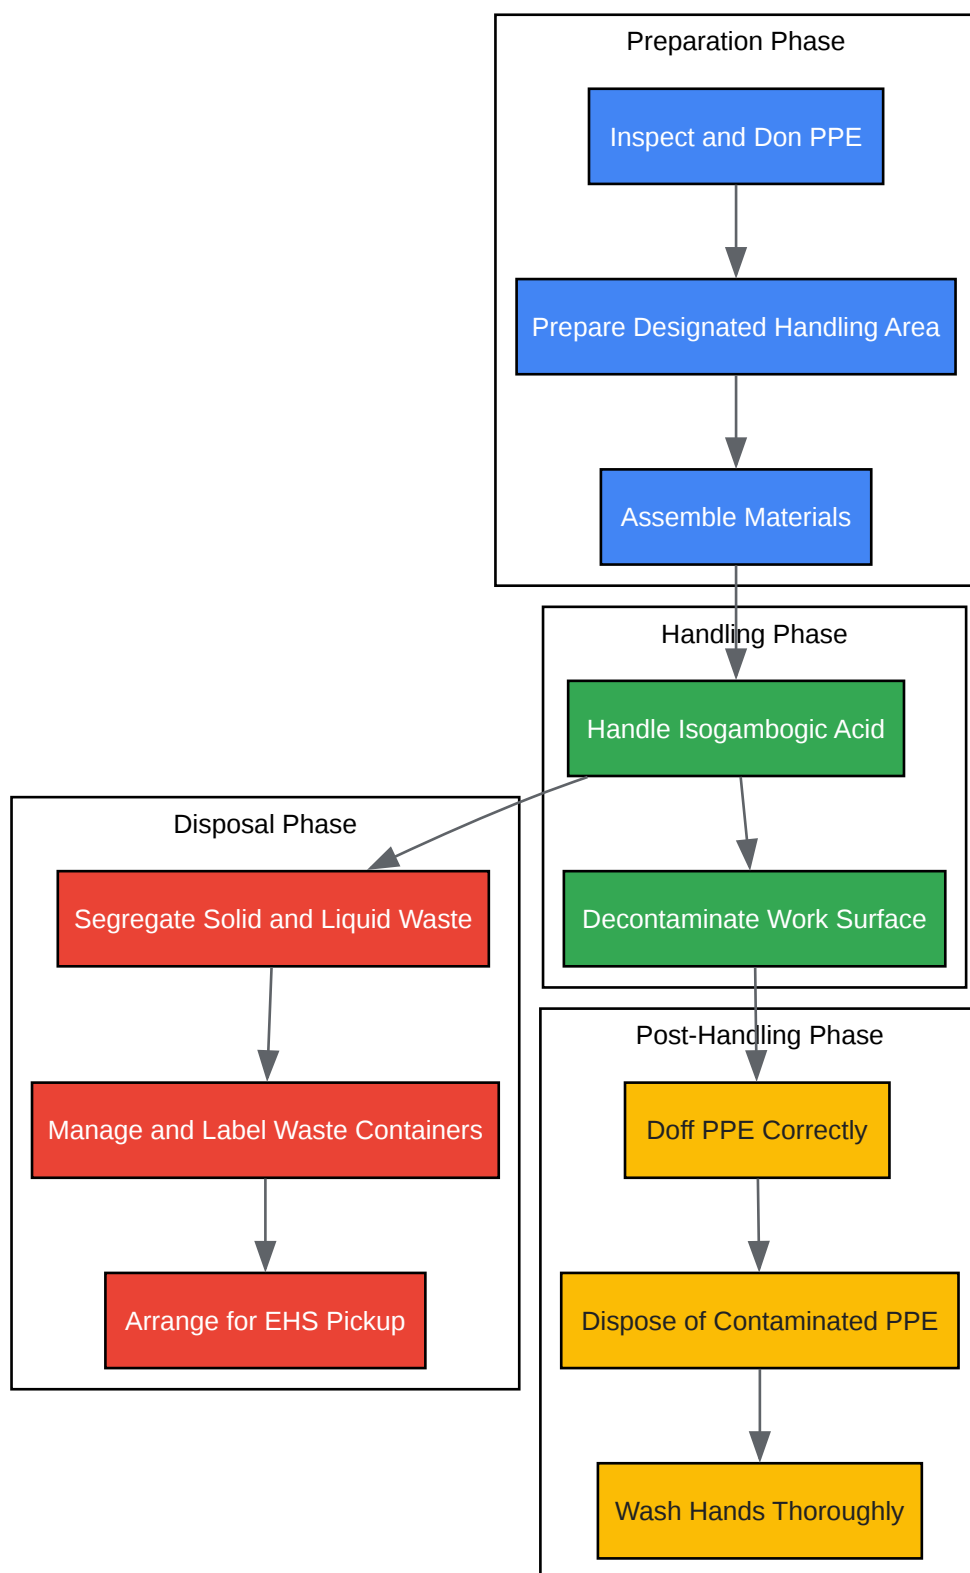 Preparation Phase
Inspect and Don PPE
Prepare Designated Handling Area
Assemble Materials
Handling Phase
Handle Isogambogic Acid
Disposal Phase
Segregate Solid and Liquid Waste
Decontaminate Work Surface
Post-Handling Phase
Manage and Label Waste Containers
Doff PPE Correctly
Arrange for EHS Pickup
Dispose of Contaminated PPE
Wash Hands Thoroughly